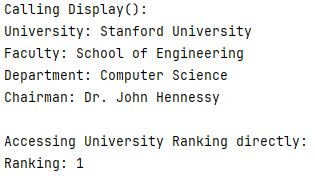 Calling Display():
University: Stanford University
Faculty: School of Engineering
Department: Computer Science
Chairman: Dr. John Hennessy

Accessing University Ranking directly:
Ranking: 1